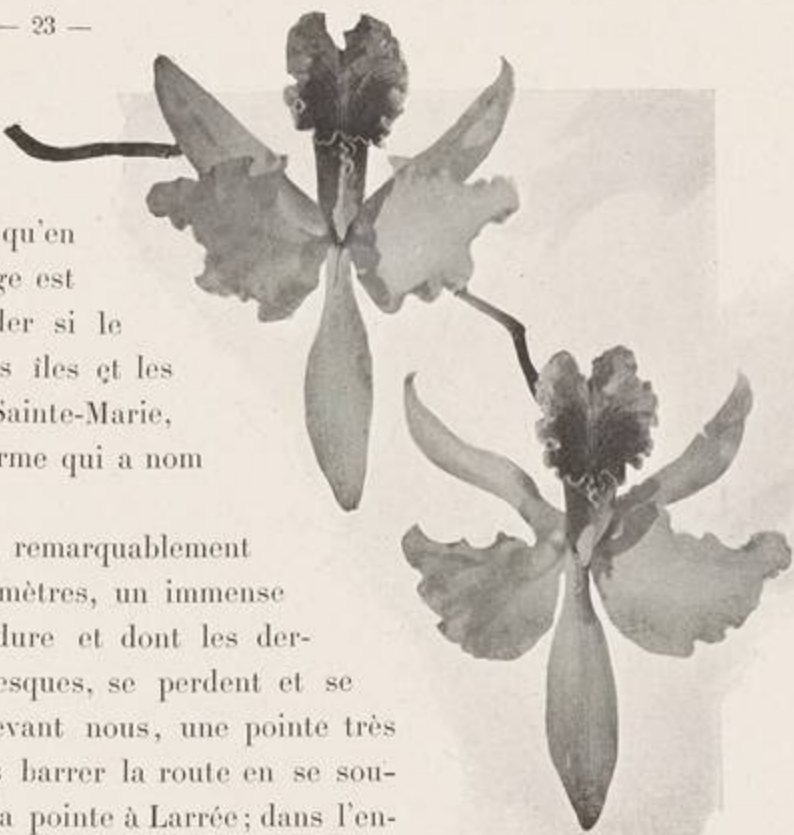 — 23 —
qu'en
ge est
der si le
s îles et les
Sainte-Marie,
rme qui a nom
remarquablement
mètres, un immense
dure et dont les der-
esques, se perdent et se
evant nous, une pointe très
s barrer la route en se sou-
a pointe à Larrée; dans l'en-